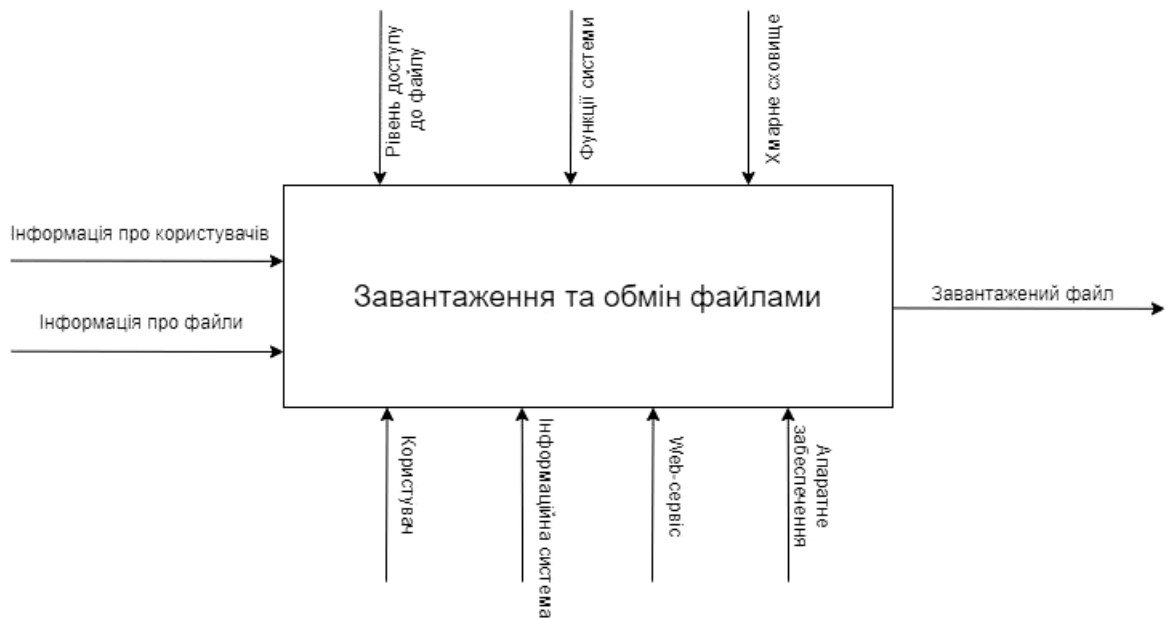 Рівень доступу
до файлу
Функції системи
Хмарне сховище
Інформація про користувачів
Інформація про файли
Завантаження та обмін файлами
Завантажений файл
Користувач
Інформаційна система
Web-сервіс
Апаратне
забеспечення